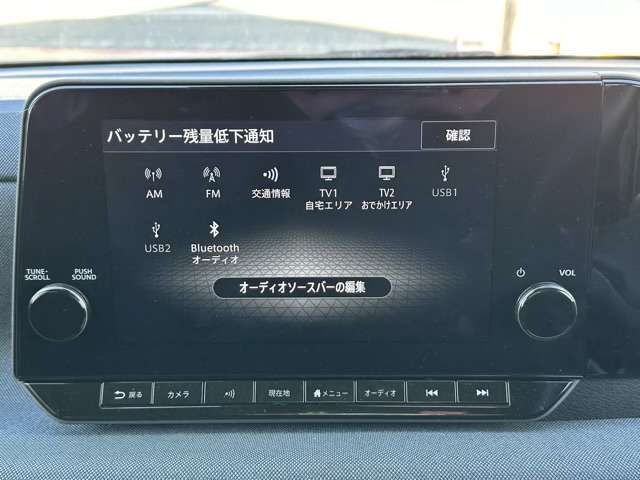 バッテリー残量低下通知
確認
AM
FM
交通情報
TV1
自宅エリア
TV2
おでかけエリア
USB1
USB2
Bluetooth
オーディオ
オーディオソースバーの編集
TUNE・
SCROLL
PUSH
SOUND
VOL
戻る
カメラ
現在地
メニュー
オーディオ